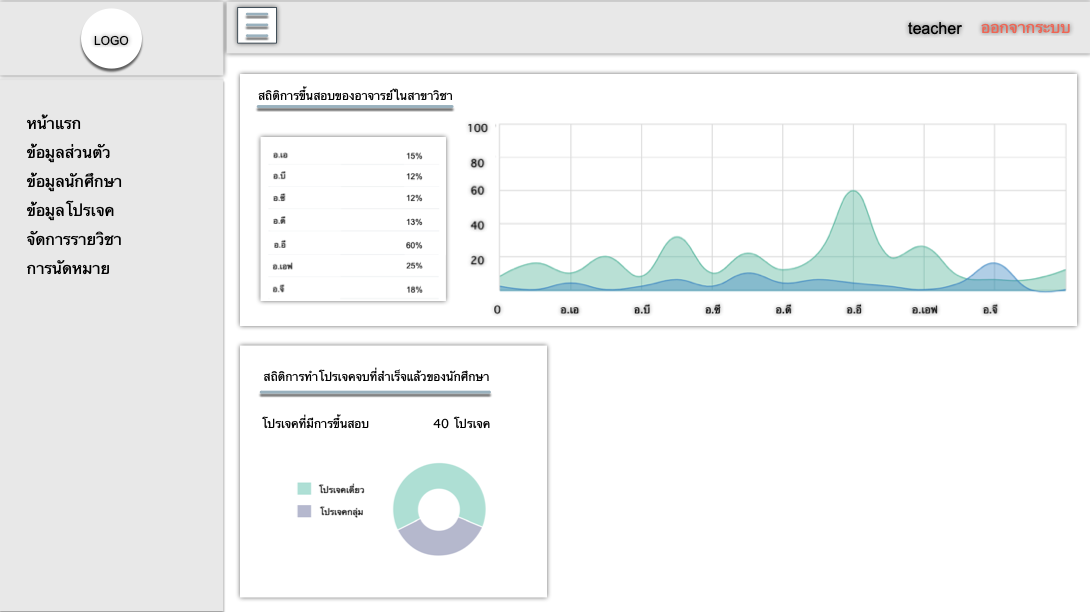 LOGO
teacher ออกจากระบบ
หน้าแรก
ข้อมูลส่วนตัว
ข้อมูลนักศึกษา
ข้อมูลโปรเจค
จัดการรายวิชา
การนัดหมาย
สถิติการขึ้นสอบของอาจารย์ในสาขาวิชา
อ.เอ 15%
อ.บี 12%
อ.ซี 12%
อ.ดี 13%
อ.อี 60%
อ.เอฟ 25%
อ.จี 18%
100
80
60
40
20
0 อ.เอ อ.บี อ.ซี อ.ดี อ.อี อ.เอฟ อ.จี
สถิติการทำโปรเจคจบที่สำเร็จแล้วของนักศึกษา
โปรเจคที่มีการขึ้นสอบ 40 โปรเจค
โปรเจคเดี่ยว
โปรเจคกลุ่ม